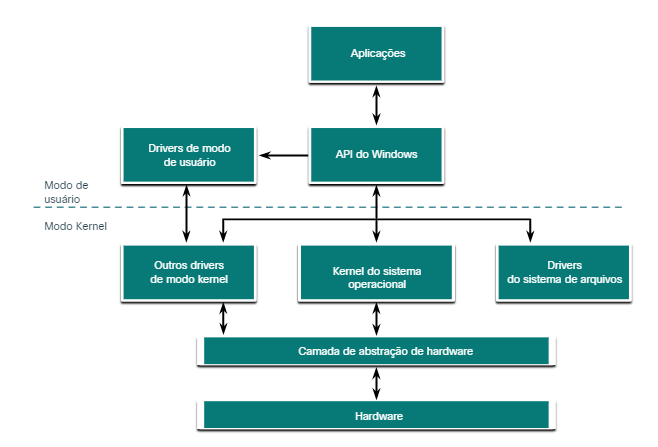 Aplicações
Drivers de modo
de usuário
API do Windows
Modo de
usuário
Modo Kernel
Outros drivers
de modo kernel
Kernel do sistema
operacional
Drivers
do sistema de arquivos
Camada de abstração de hardware
Hardware